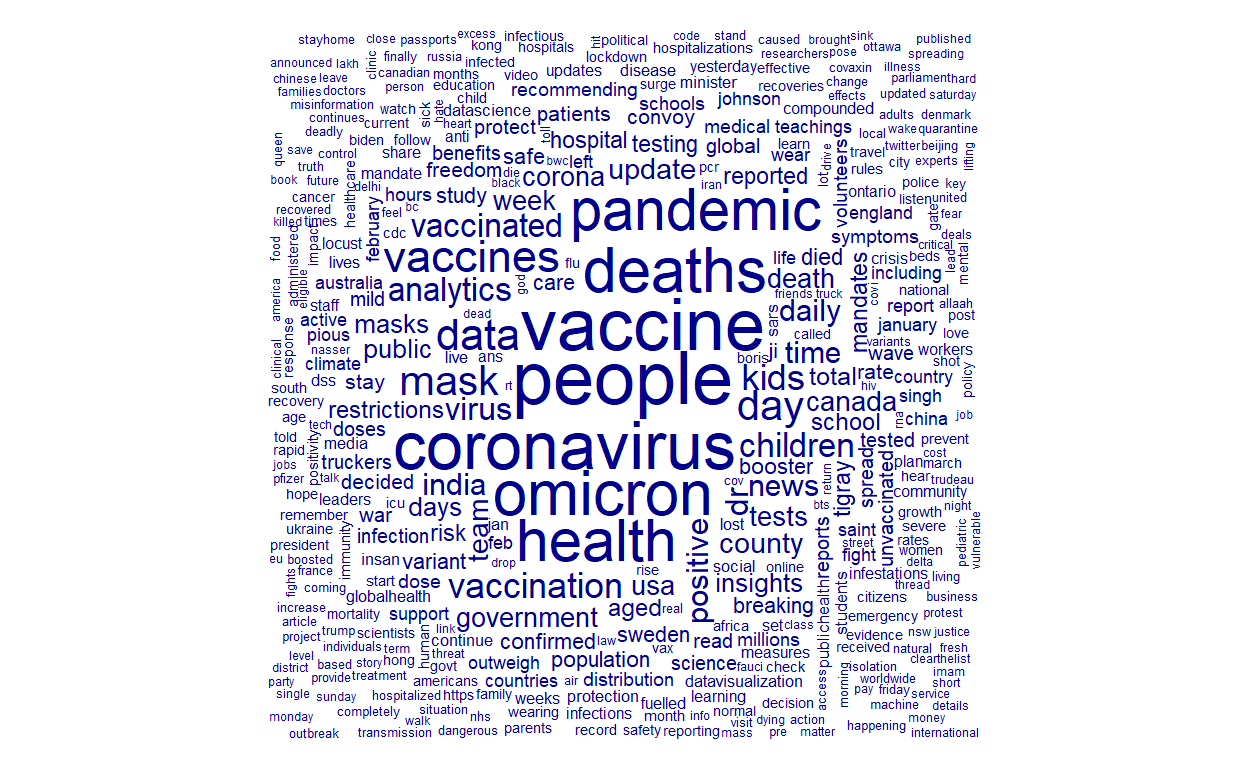 stayhome close passports excess infectious hit political code stand caused brought sink published
kong hospitals hospitalizations researchers pose ottawa spreading
announced lakh clinic finally russia infected lockdown yesterday effective covaxin illness
chinese leave canadian months video updates disease surge minister recoveries change parliament hard
families doctors person education recommending effects updated saturday
misinformation watch sick hate child datascience patients schools johnson compounded adults denmark
continues current heart protect toll convoy medical teachings local wake quarantine
deadly biden follow anti hospital testing global learn twitter beijing
queen save control share benefits safe bwc left wear lot drive volunteers travel city experts lifting
truth mandate freedom die corona update pcr reported rules
book future healthcare delhi black iran police key
cancer hours study week pandemic ontario listen united
recovered feel bc england gate fear
killed times february vaccinated deals
food impact locust cdc symptoms critical
administered lives vaccines flu deaths life died crisis beds lead mental
america eligible australia analytics god care death including
staff mild friends truck mandates covi national
response active masks dead data vaccine sars daily report allaah
pious called january post
clinical nasser public live ans boris ji time variants love
climate wave workers
south dss stay mask rt people kids total rate country shot policy
recovery restrictions virus day canada hiv singh
age doses school rna china job
told tech media coronavirus children tested prevent
rapid positivity truckers booster cost
jobs talk decided plan march
pfizer india cov return spread unvaccinated hear trudeau
hope leaders icu omicron dr news tigray community
remember war days bts growth night
ukraine team jan lost tests saint severe
president immunity infection risk feb health positive county street rates pediatric vulnerable
eu boosted fight women
france insan variant drop social online reports delta
fights coming start dose rise infestations living
globalhealth vaccination usa insights thread
increase mortality support aged real breaking publichealth students citizens business
article government africa set class emergency protest
project trump scientists human link continue confirmed law sweden read millions evidence nsw justice
individuals term threat vax measures received natural fresh
level hong govt outweigh population science fauci check isolation clearthelist
district based story access morning imam
party provide treatment americans countries air distribution datavisualization worldwide short
single sunday hospitalized https family weeks protection fuelled learning decision pay friday service
monday completely situation nhs wearing infections month info normal machine details
walk visit dying action happening money
outbreak transmission dangerous parents record safety reporting mass pre matter international